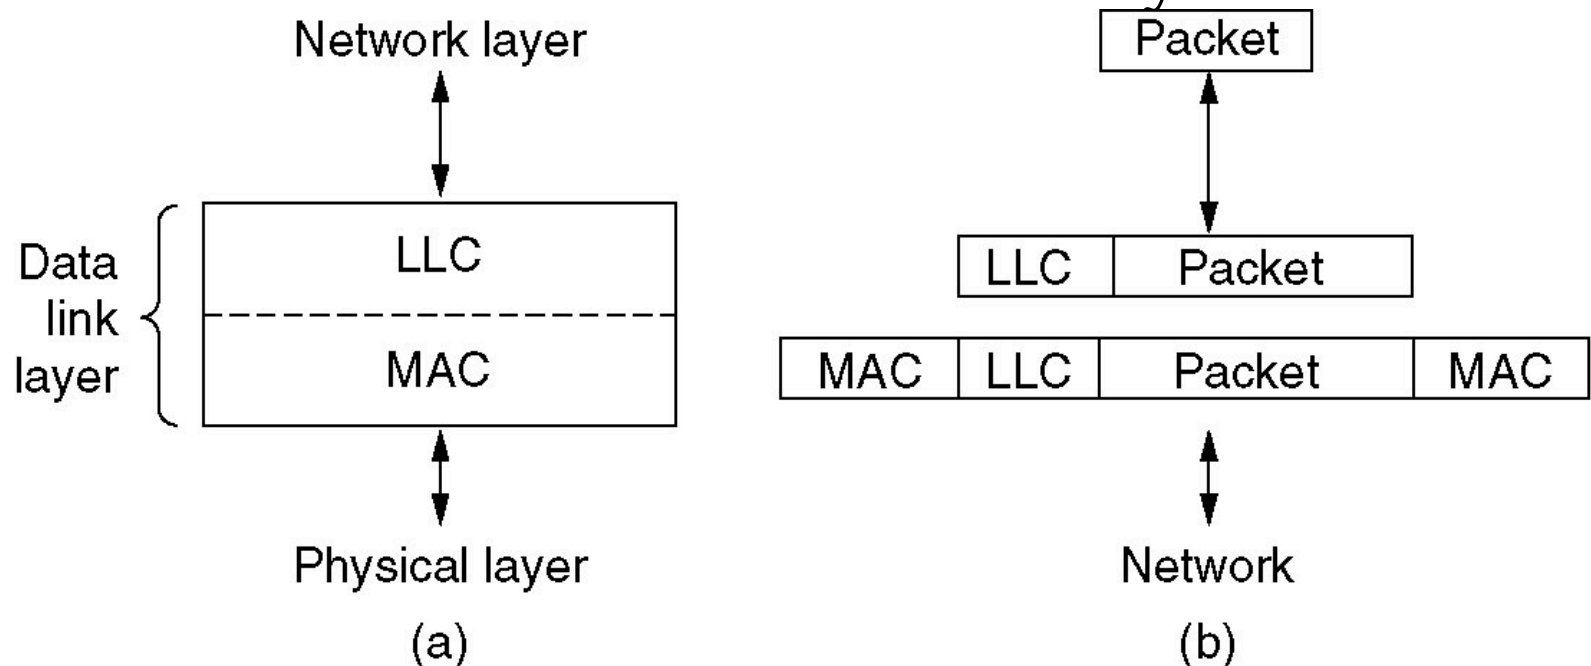 Network layer
Data
link
layer
LLC
MAC
Physical layer
(a)
Packet
LLC Packet
MAC LLC Packet MAC
Network
(b)